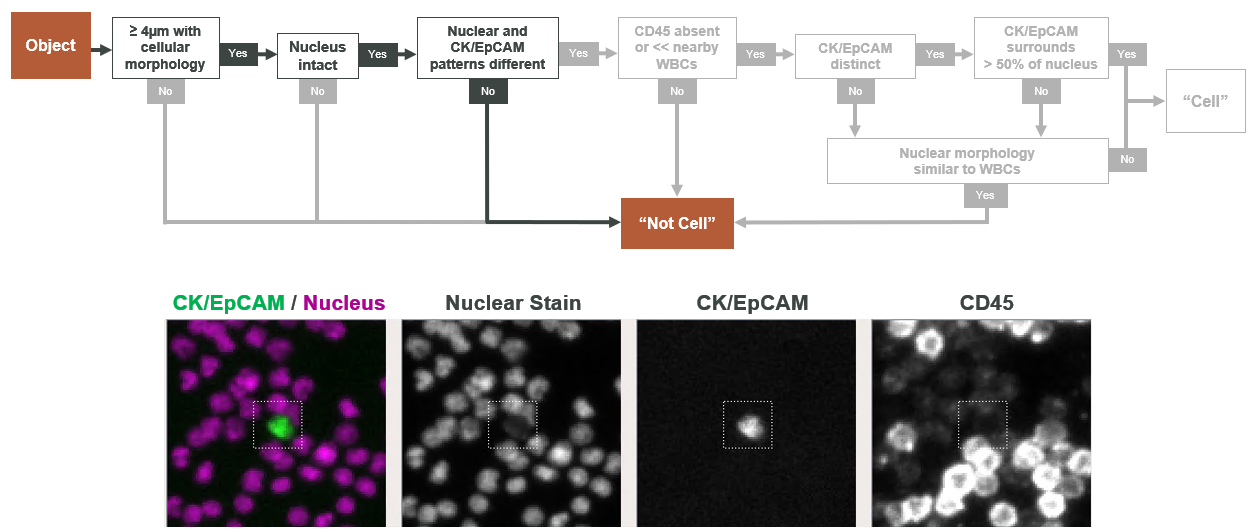 Object
≥ 4µm with
cellular
morphology
Yes
No
Nucleus
intact
Yes
No
Nuclear and
CK/EpCAM
patterns different
Yes
No
CD45 absent
or << nearby
WBCs
Yes
No
CK/EpCAM
distinct
Yes
No
CK/EpCAM
surrounds
> 50% of nucleus
Yes
No
“Cell”
Nuclear morphology
similar to WBCs
No
Yes
“Not Cell”
CK/EpCAM / Nucleus
Nuclear Stain
CK/EpCAM
CD45